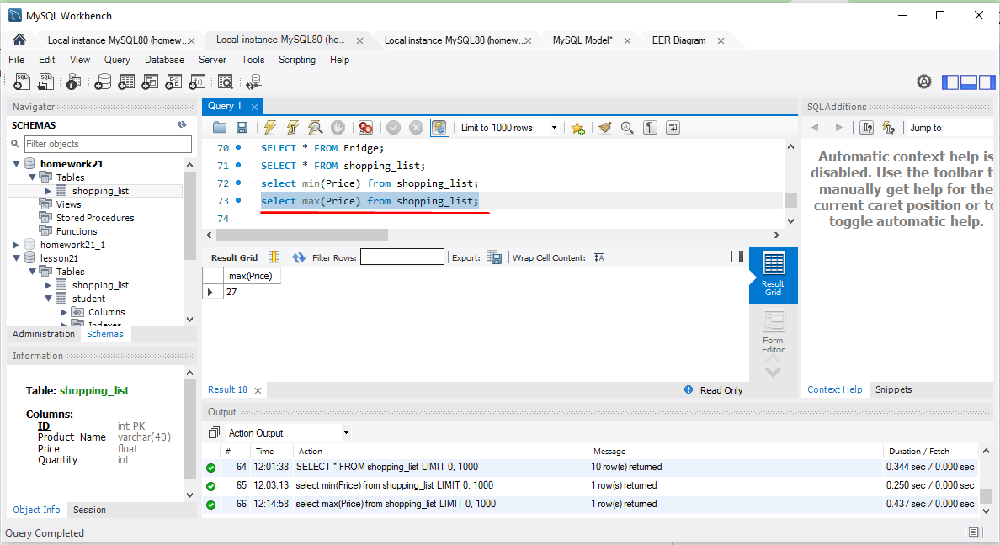 MySQL Workbench
Local instance MySQL80 (homew... × Local instance MySQL80 (ho... × Local instance MySQL80 (homew... × MySQL Model* × EER Diagram ×
File Edit View Query Database Server Tools Scripting Help
Navigator
SCHEMAS
Filter objects
homework21
Tables
shopping_list
Views
Stored Procedures
Functions
homework21_1
lesson21
Tables
shopping_list
student
Columns
Indexes
Administration Schemas
Information
Table: shopping_list
Columns:
ID int PK
Product_Name varchar(40)
Price float
Quantity int
Object Info Session
Query 1 ×
Limit to 1000 rows
70 SELECT * FROM Fridge;
71 SELECT * FROM shopping_list;
72 select min(Price) from shopping_list;
73 select max(Price) from shopping_list;
74
Result Grid Filter Rows: Export: Wrap Cell Content:
max(Price)
27
Result Grid
Form Editor
Result 18 × Read Only
SQLAdditions
Jump to
Automatic context help is
disabled. Use the toolbar t
manually get help for the
current caret position or to
toggle automatic help.
Context Help Snippets
Output
Action Output
# Time Action Message Duration / Fetch
64 12:01:38 SELECT * FROM shopping_list LIMIT 0, 1000 10 row(s) returned 0.344 sec / 0.000 sec
65 12:03:13 select min(Price) from shopping_list LIMIT 0, 1000 1 row(s) returned 0.250 sec / 0.000 sec
66 12:14:58 select max(Price) from shopping_list LIMIT 0, 1000 1 row(s) returned 0.437 sec / 0.000 sec
Query Completed